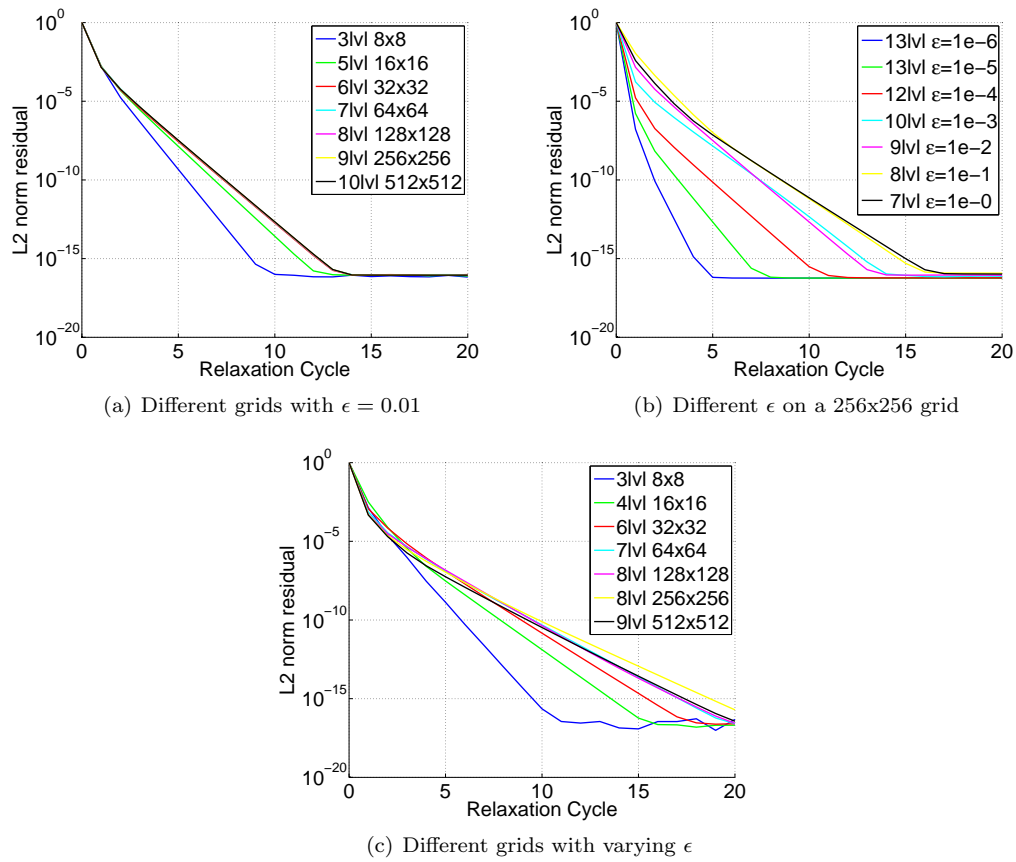 10^0
10^−5
10^−10
10^−15
10^−20
0
5
10
15
20
L2 norm residual
Relaxation Cycle
3lvl 8x8
5lvl 16x16
6lvl 32x32
7lvl 64x64
8lvl 128x128
9lvl 256x256
10lvl 512x512
(a) Different grids with ϵ = 0.01
10^0
10^−5
10^−10
10^−15
10^−20
0
5
10
15
20
L2 norm residual
Relaxation Cycle
13lvl ε=1e−6
13lvl ε=1e−5
12lvl ε=1e−4
10lvl ε=1e−3
9lvl ε=1e−2
8lvl ε=1e−1
7lvl ε=1e−0
(b) Different ϵ on a 256x256 grid
10^0
10^−5
10^−10
10^−15
10^−20
0
5
10
15
20
L2 norm residual
Relaxation Cycle
3lvl 8x8
4lvl 16x16
6lvl 32x32
7lvl 64x64
8lvl 128x128
8lvl 256x256
9lvl 512x512
(c) Different grids with varying ϵ